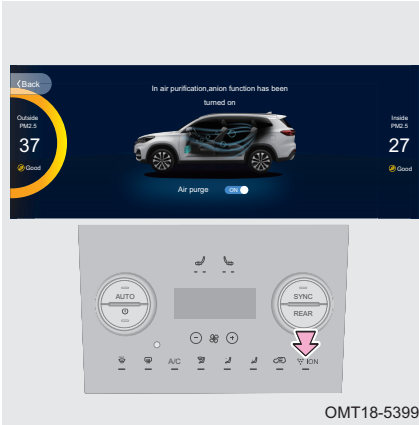 Back
In air purification,anion function has been
turned on
Outside
PM2.5
37
Good
Inside
PM2.5
27
Good
Air purge
ON
AUTO
SYNC
REAR
A/C
ION
OMT18-5399